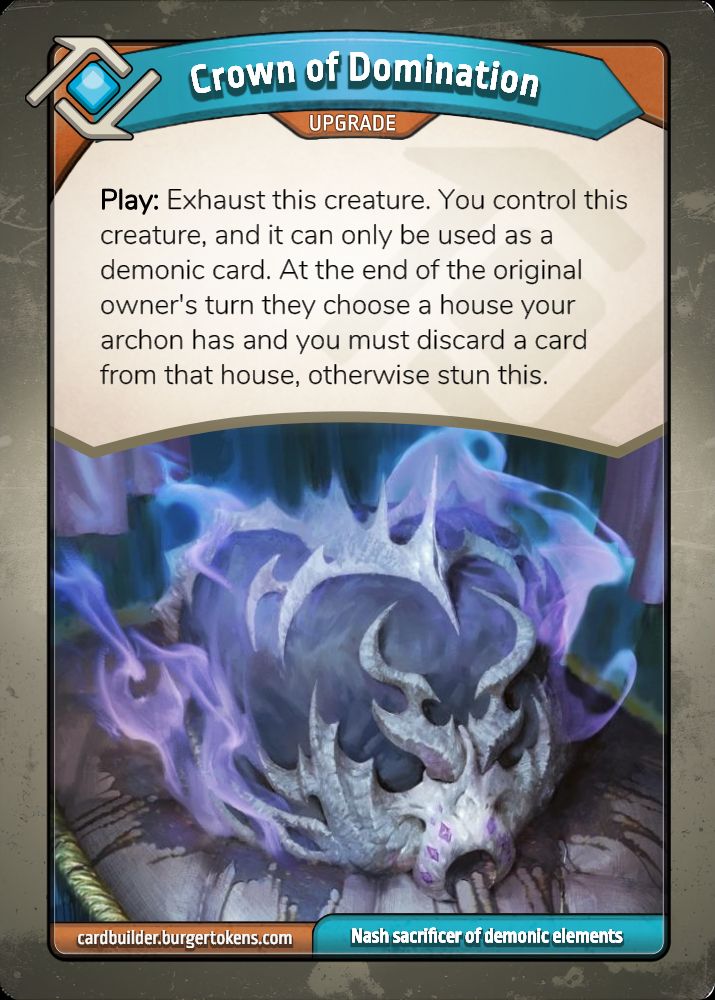 Crown of Domination
UPGRADE
Play: Exhaust this creature. You control this
creature, and it can only be used as a
demonic card. At the end of the original
owner's turn they choose a house your
archon has and you must discard a card
from that house, otherwise stun this.
cardbuilder.burgertokens.com
Nash sacrificer of demonic elements